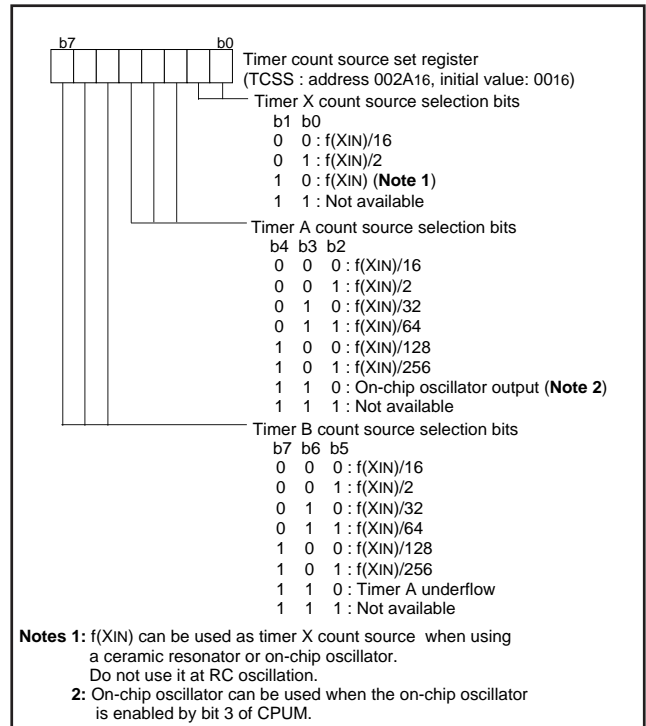 b7 b0
Timer count source set register
(TCSS : address 002A16, initial value: 0016)
Timer X count source selection bits
b1 b0
0 0 : f(XIN)/16
0 1 : f(XIN)/2
1 0 : f(XIN) (Note 1)
1 1 : Not available
Timer A count source selection bits
b4 b3 b2
0 0 0 : f(XIN)/16
0 0 1 : f(XIN)/2
0 1 0 : f(XIN)/32
0 1 1 : f(XIN)/64
1 0 0 : f(XIN)/128
1 0 1 : f(XIN)/256
1 1 0 : On-chip oscillator output (Note 2)
1 1 1 : Not available
Timer B count source selection bits
b7 b6 b5
0 0 0 : f(XIN)/16
0 0 1 : f(XIN)/2
0 1 0 : f(XIN)/32
0 1 1 : f(XIN)/64
1 0 0 : f(XIN)/128
1 0 1 : f(XIN)/256
1 1 0 : Timer A underflow
1 1 1 : Not available
Notes 1: f(XIN) can be used as timer X count source when using
a ceramic resonator or on-chip oscillator.
Do not use it at RC oscillation.
2: On-chip oscillator can be used when the on-chip oscillator
is enabled by bit 3 of CPUM.